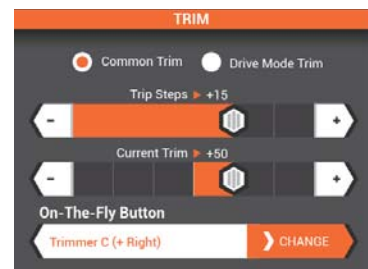 TRIM
Common Trim Drive Mode Trim
Trip Steps ▶ +15
- +
Current Trim ▶ +50
- +
On-The-Fly Button
Trimmer C (+ Right) ❯ CHANGE